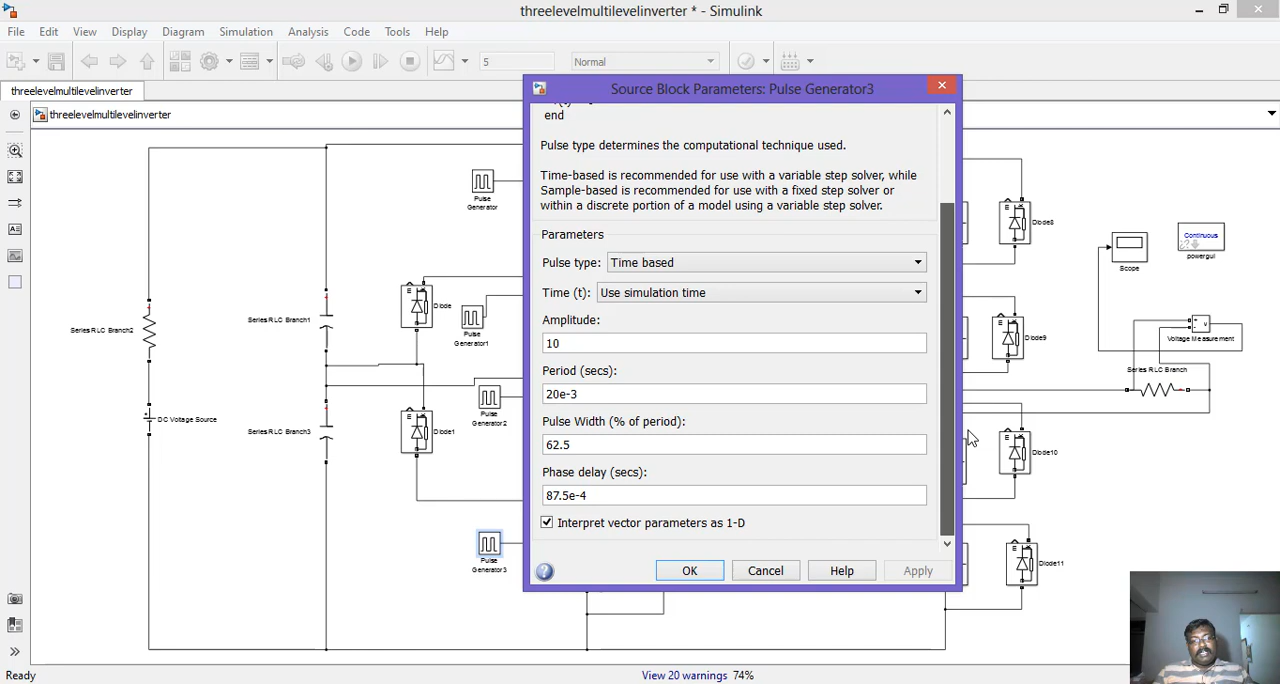 threelevelmultilevelinverter * - Simulink
File Edit View Display Diagram Simulation Analysis Code Tools Help
5
Normal
threelevelmultilevelinverter
threelevelmultilevelinverter
Source Block Parameters: Pulse Generator3
end
Pulse type determines the computational technique used.
Time-based is recommended for use with a variable step solver, while
Sample-based is recommended for use with a fixed step solver or
within a discrete portion of a model using a variable step solver.
Parameters
Pulse type: Time based
Time (t): Use simulation time
Amplitude:
10
Period (secs):
20e-3
Pulse Width (% of period):
62.5
Phase delay (secs):
87.5e-4
Interpret vector parameters as 1-D
OK Cancel Help Apply
Pulse
Generator
Diode
Pulse
Generator1
Series RLC Branch2
Series RLC Branch1
Pulse
Generator2
DC Voltage Source
Series RLC Branch3
Diode1
Pulse
Generator3
Diode8
Diode9
Diode10
Diode11
Scope
Continuous
powergui
Voltage Measurement
Series RLC Branch
Ready
View 20 warnings 74%